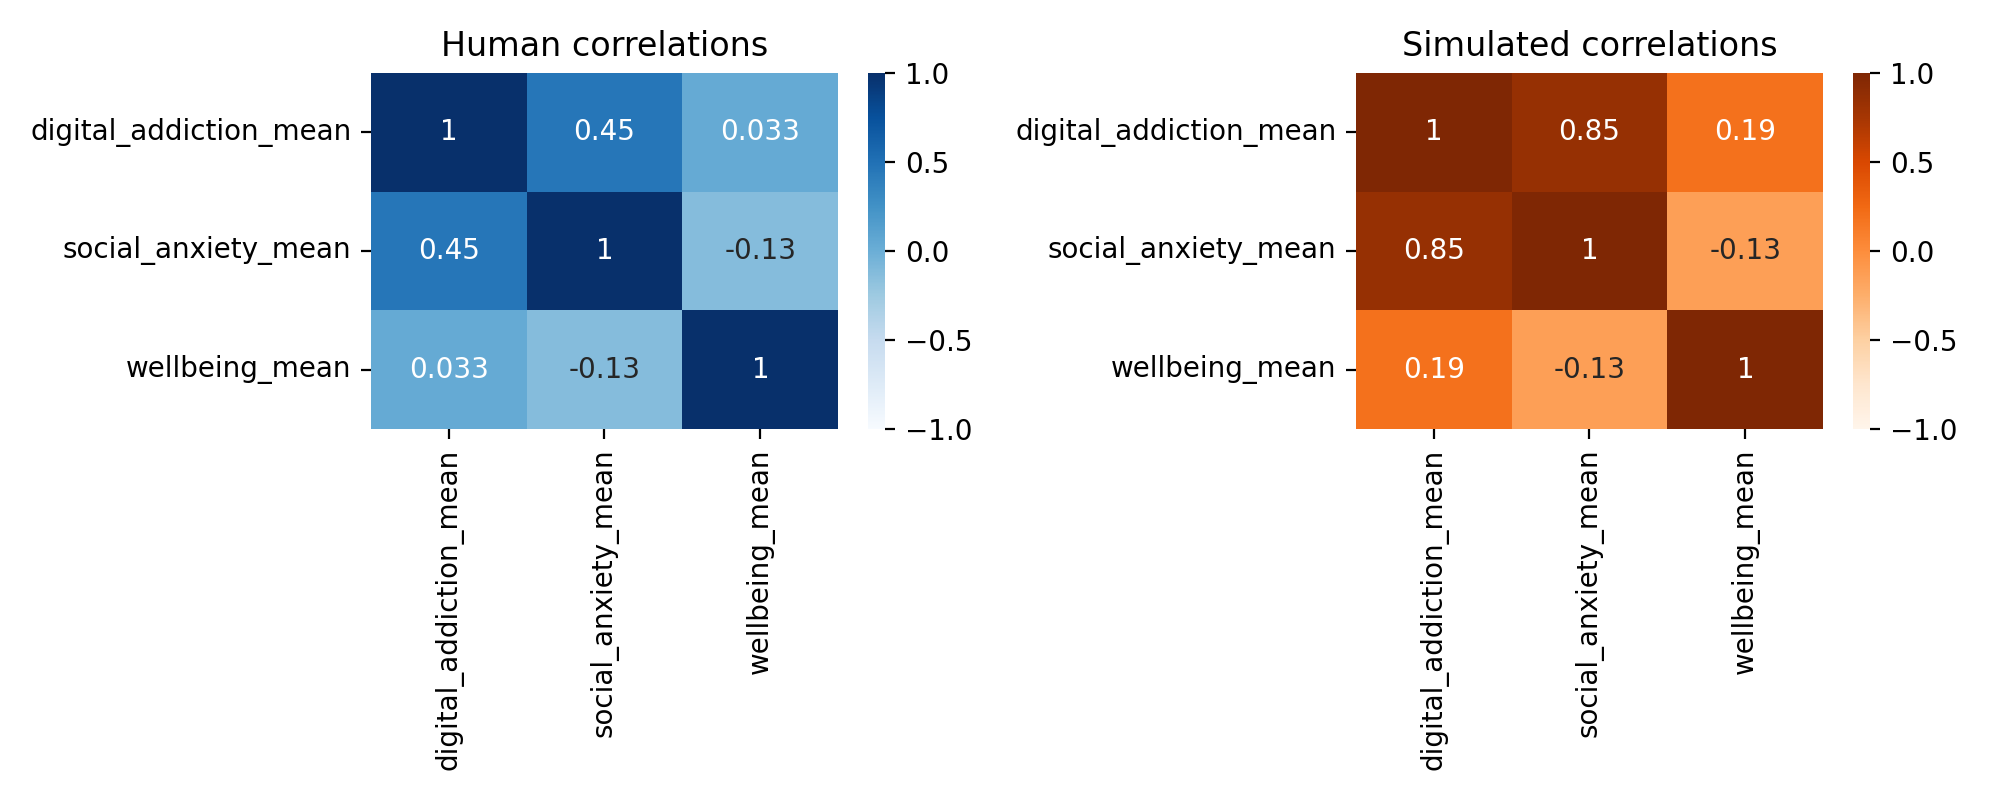 Human correlations
digital_addiction_mean
social_anxiety_mean
wellbeing_mean
1 0.45 0.033
0.45 1 -0.13
0.033 -0.13 1
1.0
0.5
0.0
−0.5
−1.0
digital_addiction_mean
social_anxiety_mean
wellbeing_mean
Simulated correlations
digital_addiction_mean
social_anxiety_mean
wellbeing_mean
1 0.85 0.19
0.85 1 -0.13
0.19 -0.13 1
1.0
0.5
0.0
−0.5
−1.0
digital_addiction_mean
social_anxiety_mean
wellbeing_mean